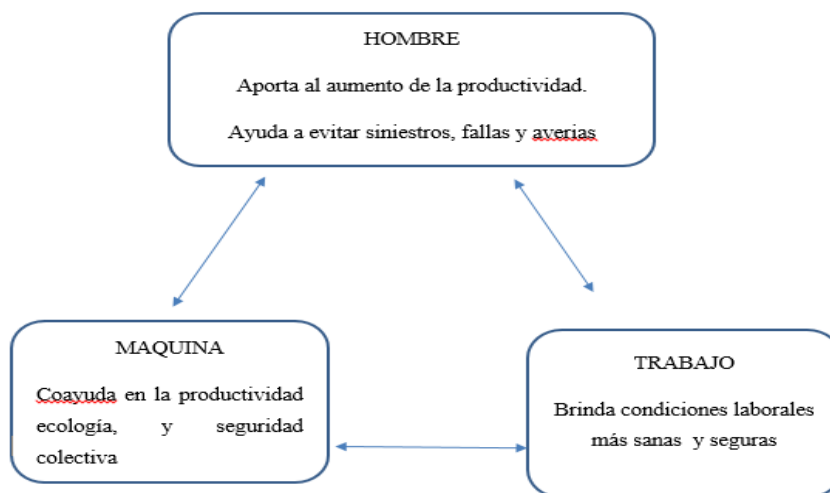 HOMBRE
Aporta al aumento de la productividad.
Ayuda a evitar siniestros, fallas y averias
MAQUINA
Coayuda en la productividad
ecología, y seguridad
colectiva
TRABAJO
Brinda condiciones laborales
más sanas y seguras